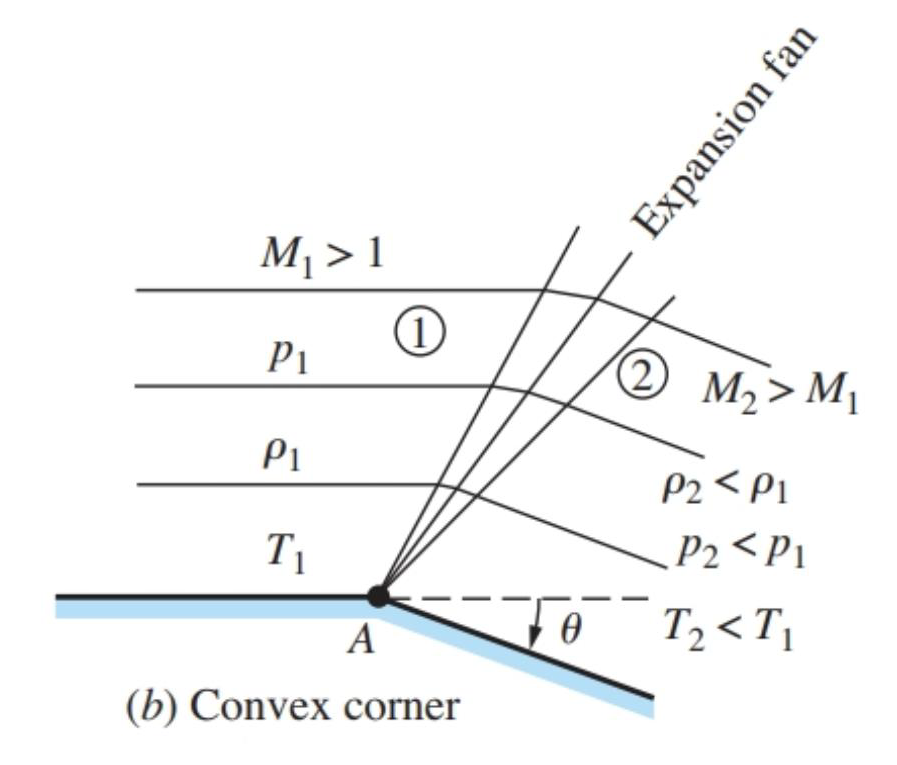 Expansion fan
M₁ > 1
①
p₁
②
M₂ > M₁
ρ₁
ρ₂ < ρ₁
T₁
p₂ < p₁
A
θ
T₂ < T₁
(b) Convex corner